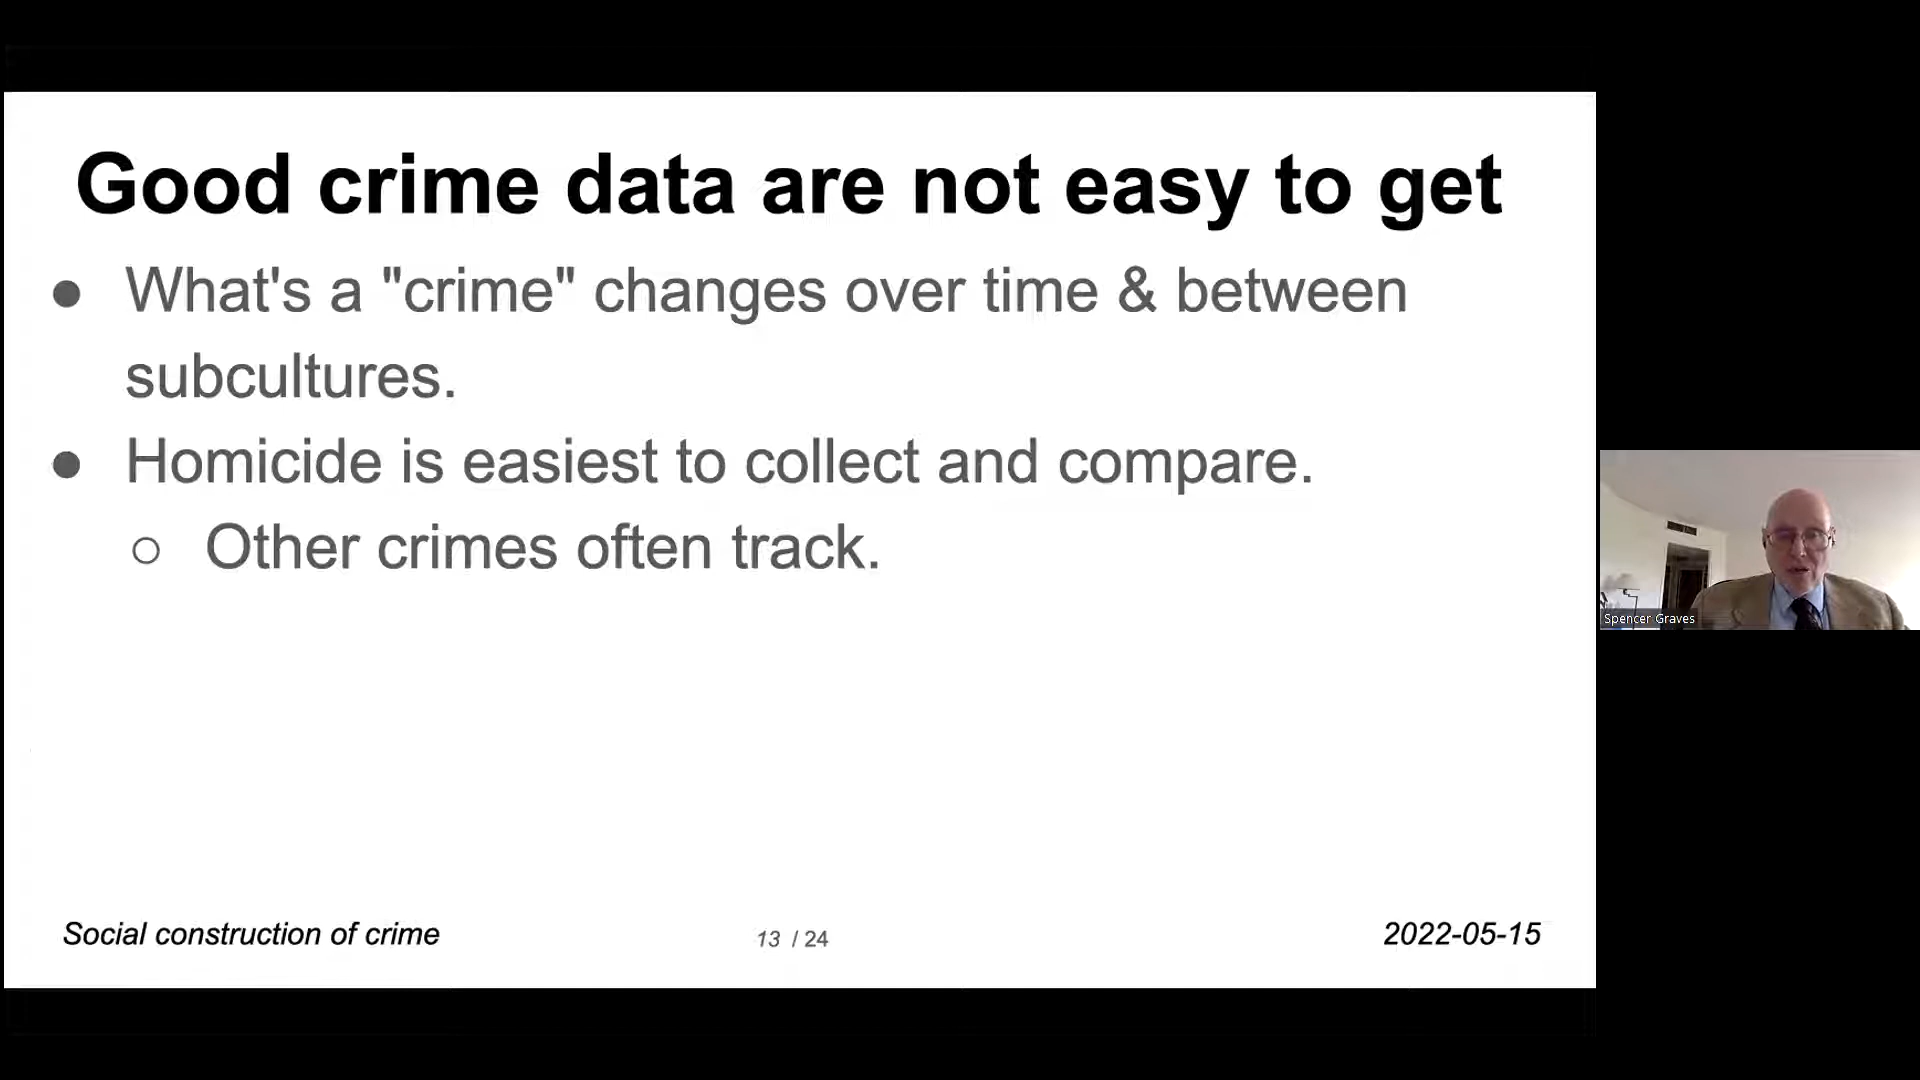 Good crime data are not easy to get
● What's a "crime" changes over time & between
subcultures.
● Homicide is easiest to collect and compare.
○ Other crimes often track.
Spencer Graves
Social construction of crime
13 / 24
2022-05-15